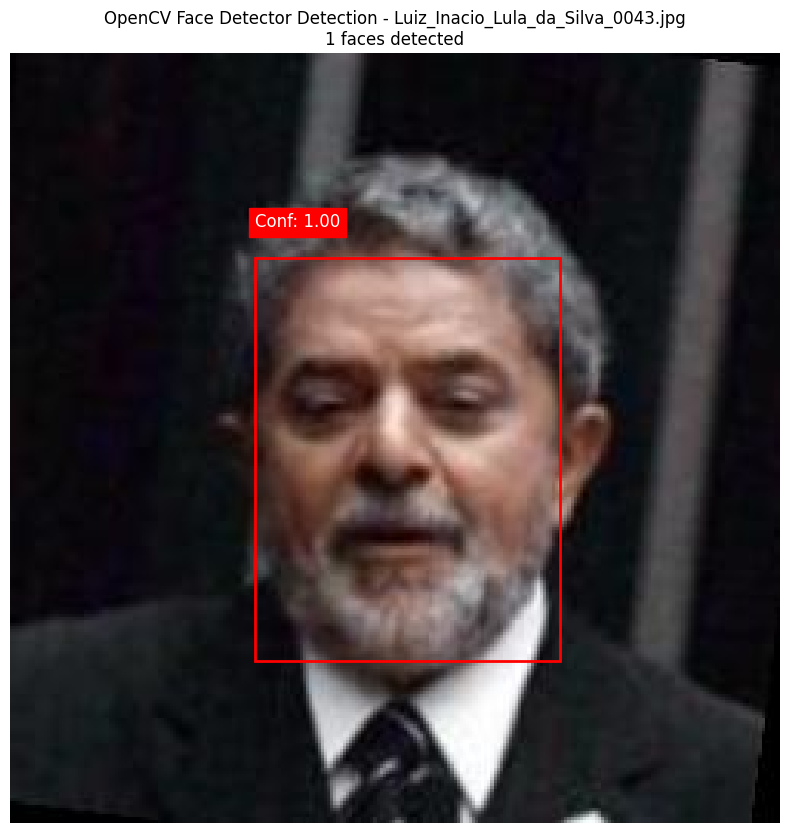 OpenCV Face Detector Detection - Luiz_Inacio_Lula_da_Silva_0043.jpg
1 faces detected
Conf: 1.00